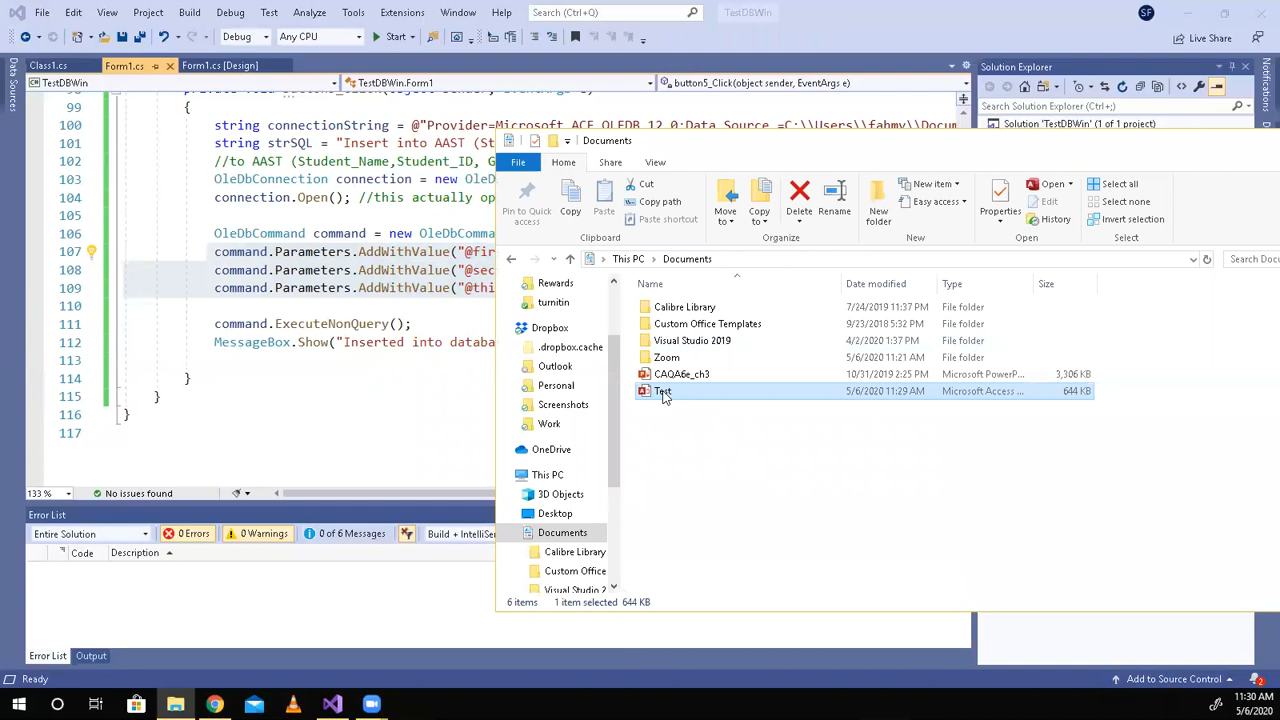 File Edit View Project Build Debug Test Analyze Tools Extensions Window Help Search (Ctrl+Q) TestDBWin SF
Debug Any CPU Start Live Share
Class1.cs Form1.cs Form1.cs [Design]
TestDBWin TestDBWin.Form1 button5_Click(object sender, EventArgs e)
Data Sources
99 {
100 string connectionString = @"Provider=Microsoft.ACE.OLEDB.12.0;Data Source =C:\\Users\\fahmy\\Docum
101 string strSQL = "Insert into AAST (St
102 //to AAST (Student_Name,Student_ID, G
103 OleDbConnection connection = new OleD
104 connection.Open(); //this actually op
105
106 OleDbCommand command = new OleDbComma
107 command.Parameters.AddWithValue("@fir
108 command.Parameters.AddWithValue("@sec
109 command.Parameters.AddWithValue("@thi
110
111 command.ExecuteNonQuery();
112 MessageBox.Show("Inserted into databa
113
114 }
115 }
116 }
117
133 % No issues found
Error List
Entire Solution 0 Errors 0 Warnings 0 of 6 Messages Build + IntelliSens
Code Description
Error List Output
Ready Add to Source Control 2
Solution Explorer
Search Solution Explorer (Ctrl+;)
Solution 'TestDBWin' (1 of 1 project)
Notifications
Documents
File Home Share View
Pin to Quick access
Copy
Paste
Cut
Copy path
Paste shortcut
Clipboard
Move to
Copy to
Delete
Rename
Organize
New folder
New item
Easy access
New
Properties
Open
Edit
History
Open
Select all
Select none
Invert selection
Select
This PC Documents Search Docu
Rewards
turnitin
Dropbox
.dropbox.cache
Outlook
Personal
Screenshots
Work
OneDrive
This PC
3D Objects
Desktop
Documents
Calibre Library
Custom Office
Visual Studio 2
Name Date modified Type Size
Calibre Library 7/24/2019 11:37 PM File folder
Custom Office Templates 9/23/2018 5:32 PM File folder
Visual Studio 2019 4/2/2020 1:37 PM File folder
Zoom 5/6/2020 11:21 AM File folder
CAQA6e_ch3 10/31/2019 2:25 PM Microsoft PowerP... 3,306 KB
Test 5/6/2020 11:29 AM Microsoft Access ... 644 KB
6 items 1 item selected 644 KB
11:30 AM
5/6/2020